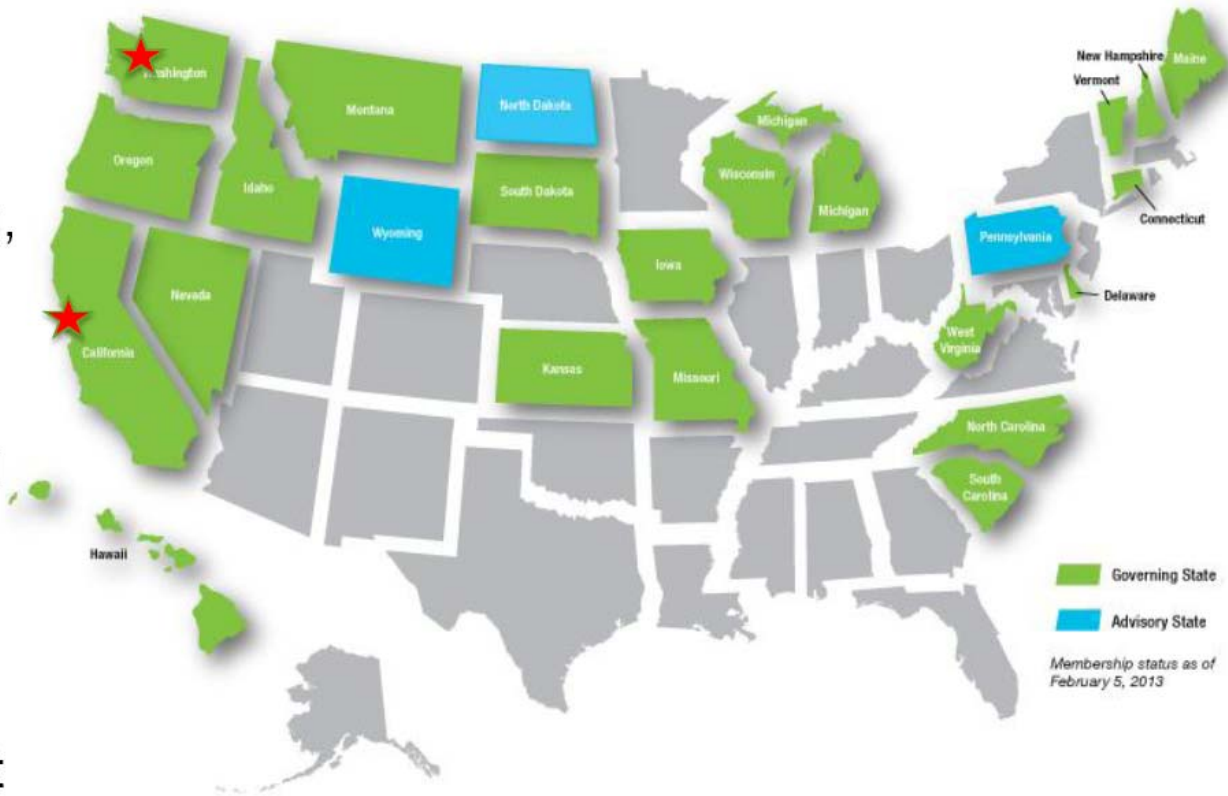 Washington
Montana
North Dakota
Michigan
New Hampshire
Maine
Vermont
Oregon
Idaho
South Dakota
Wisconsin
Michigan
Connecticut
,
Wyoming
Pennsylvania
Iowa
Nevada
Delaware
California
Kansas
Missouri
West
Virginia
North Carolina
South
Carolina
Hawaii
Governing State
Advisory State
Membership status as of
February 5, 2013